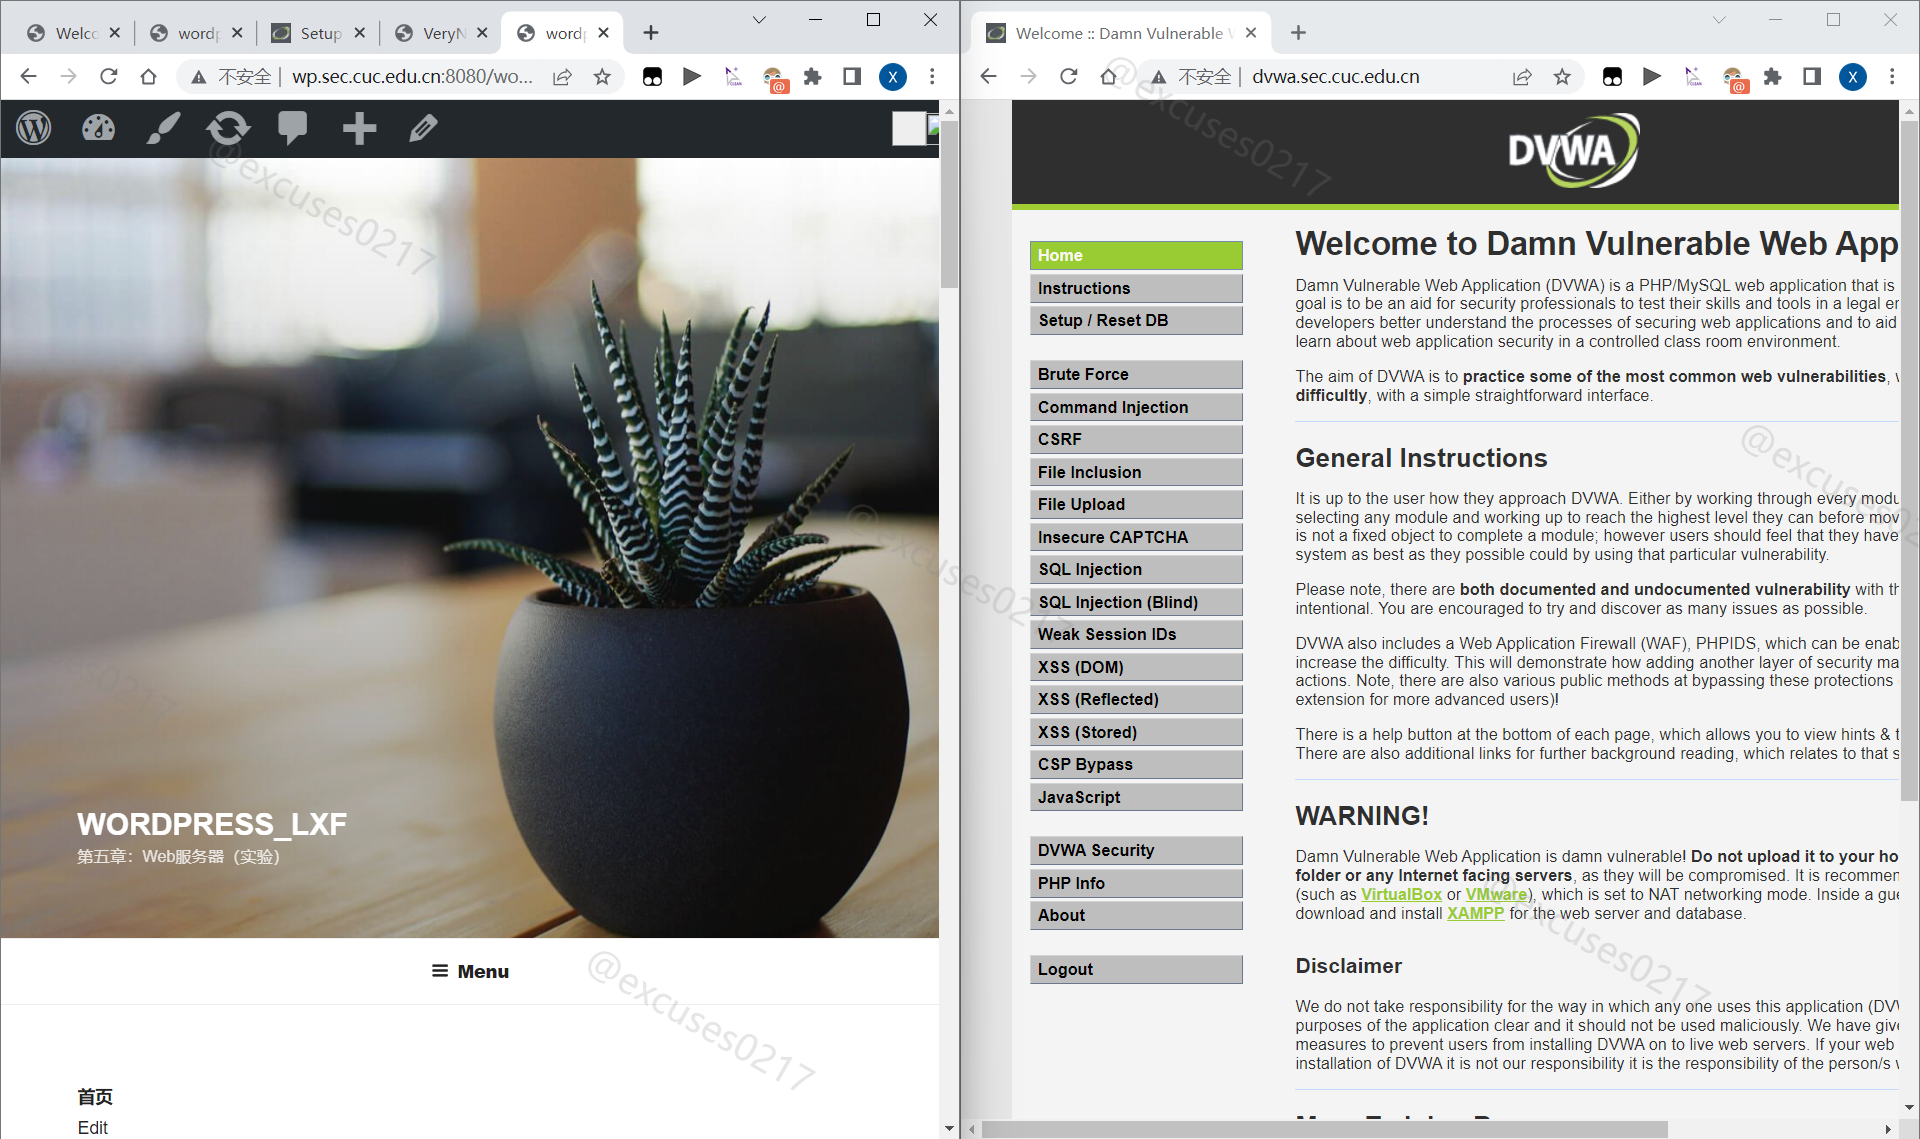 Welco
wordp
Setup
VeryN
wordp
不安全 | wp.sec.cuc.edu.cn:8080/wo...
X
WORDPRESS_LXF
第五章：Web服务器（实验）
Menu
首页
Edit
Welcome :: Damn Vulnerable W
不安全 | dvwa.sec.cuc.edu.cn
X
DVWA
Home
Instructions
Setup / Reset DB
Brute Force
Command Injection
CSRF
File Inclusion
File Upload
Insecure CAPTCHA
SQL Injection
SQL Injection (Blind)
Weak Session IDs
XSS (DOM)
XSS (Reflected)
XSS (Stored)
CSP Bypass
JavaScript
DVWA Security
PHP Info
About
Logout
Welcome to Damn Vulnerable Web App
Damn Vulnerable Web Application (DVWA) is a PHP/MySQL web application that is
goal is to be an aid for security professionals to test their skills and tools in a legal en
developers better understand the processes of securing web applications and to aid
learn about web application security in a controlled class room environment.
The aim of DVWA is to practice some of the most common web vulnerabilities,
difficultly, with a simple straightforward interface.
General Instructions
It is up to the user how they approach DVWA. Either by working through every modu
selecting any module and working up to reach the highest level they can before mov
is not a fixed object to complete a module; however users should feel that they have
system as best as they possible could by using that particular vulnerability.
Please note, there are both documented and undocumented vulnerability with th
intentional. You are encouraged to try and discover as many issues as possible.
DVWA also includes a Web Application Firewall (WAF), PHPIDS, which can be enab
increase the difficulty. This will demonstrate how adding another layer of security ma
actions. Note, there are also various public methods at bypassing these protections
extension for more advanced users)!
There is a help button at the bottom of each page, which allows you to view hints & t
There are also additional links for further background reading, which relates to that s
WARNING!
Damn Vulnerable Web Application is damn vulnerable! Do not upload it to your ho
folder or any Internet facing servers, as they will be compromised. It is recommen
(such as VirtualBox or VMware), which is set to NAT networking mode. Inside a gue
download and install XAMPP for the web server and database.
Disclaimer
We do not take responsibility for the way in which any one uses this application (DV
purposes of the application clear and it should not be used maliciously. We have give
measures to prevent users from installing DVWA on to live web servers. If your web
installation of DVWA it is not our responsibility it is the responsibility of the person/s
@excuses0217
@excuses0217
@excuses0217
@excuses0217
@excuses0217